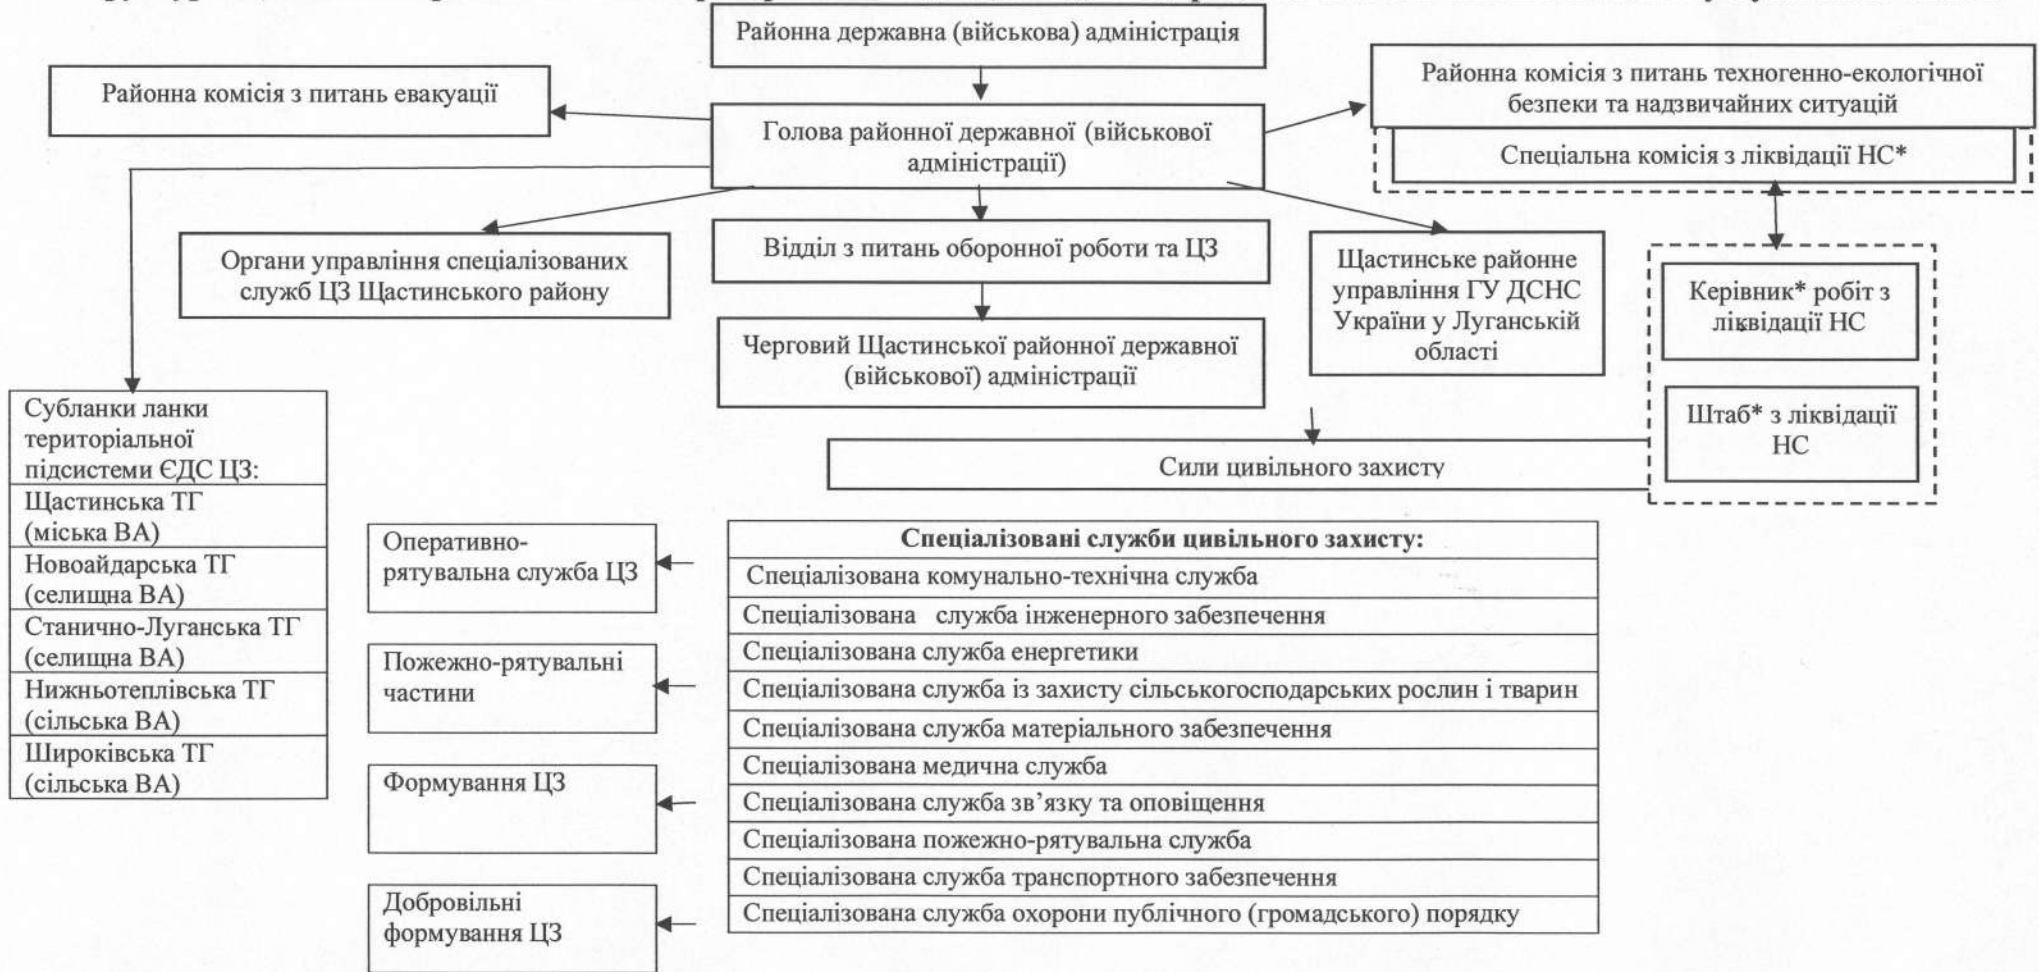 Районна державна (військова) адміністрація
Районна комісія з питань евакуації
Голова районної державної (військової
адміністрації)
Районна комісія з питань техногенно-екологічної
безпеки та надзвичайних ситуацій
Спеціальна комісія з ліквідації НС*
Органи управління спеціалізованих
служб ЦЗ Щастинського району
Відділ з питань оборонної роботи та ЦЗ
Черговий Щастинської районної державної
(військової) адміністрації
Щастинське районне
управління ГУ ДСНС
України у Луганській
області
Керівник* робіт з
ліквідації НС
Штаб* з ліквідації
НС
Сили цивільного захисту
Субланки ланки
територіальної
підсистеми ЄДС ЦЗ:
Щастинська ТГ
(міська ВА)
Новоайдарська ТГ
(селищна ВА)
Станично-Луганська ТГ
(селищна ВА)
Нижньотеплівська ТГ
(сільська ВА)
Широківська ТГ
(сільська ВА)
Оперативно-
рятувальна служба ЦЗ
Пожежно-рятувальні
частини
Формування ЦЗ
Добровільні
формування ЦЗ
Спеціалізовані служби цивільного захисту:
Спеціалізована комунально-технічна служба
Спеціалізована служба інженерного забезпечення
Спеціалізована служба енергетики
Спеціалізована служба із захисту сільськогосподарських рослин і тварин
Спеціалізована служба матеріального забезпечення
Спеціалізована медична служба
Спеціалізована служба зв’язку та оповіщення
Спеціалізована пожежно-рятувальна служба
Спеціалізована служба транспортного забезпечення
Спеціалізована служба охорони публічного (громадського) порядку